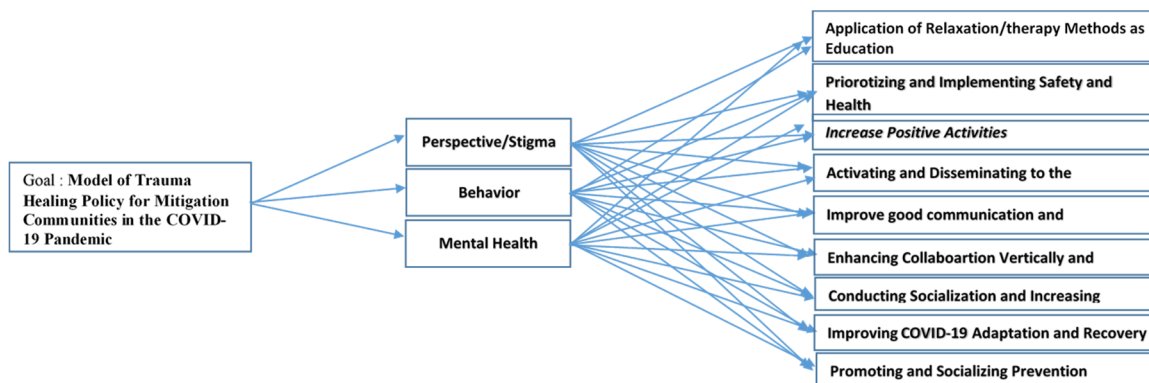 Goal : Model of Trauma
Healing Policy for Mitigation
Communities in the COVID-
19 Pandemic
Perspective/Stigma
Behavior
Mental Health
Application of Relaxation/therapy Methods as
Education
Priorotizing and Implementing Safety and
Health
Increase Positive Activities
Activating and Disseminating to the
Improve good communication and
Enhancing Collaboartion Vertically and
Conducting Socialization and Increasing
Improving COVID-19 Adaptation and Recovery
Promoting and Socializing Prevention